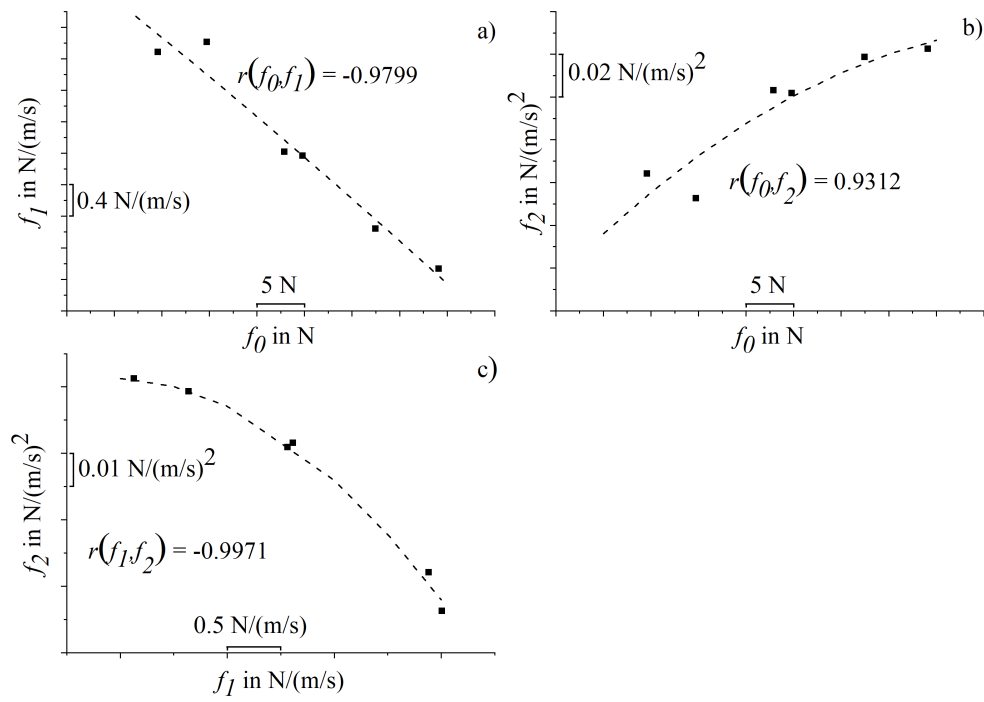 a)
r(f0,f1) = -0.9799
f1 in N/(m/s)
0.4 N/(m/s)
5 N
f0 in N
b)
0.02 N/(m/s)2
f2 in N/(m/s)2
r(f0,f2) = 0.9312
5 N
f0 in N
c)
f2 in N/(m/s)2
0.01 N/(m/s)2
r(f1,f2) = -0.9971
0.5 N/(m/s)
f1 in N/(m/s)